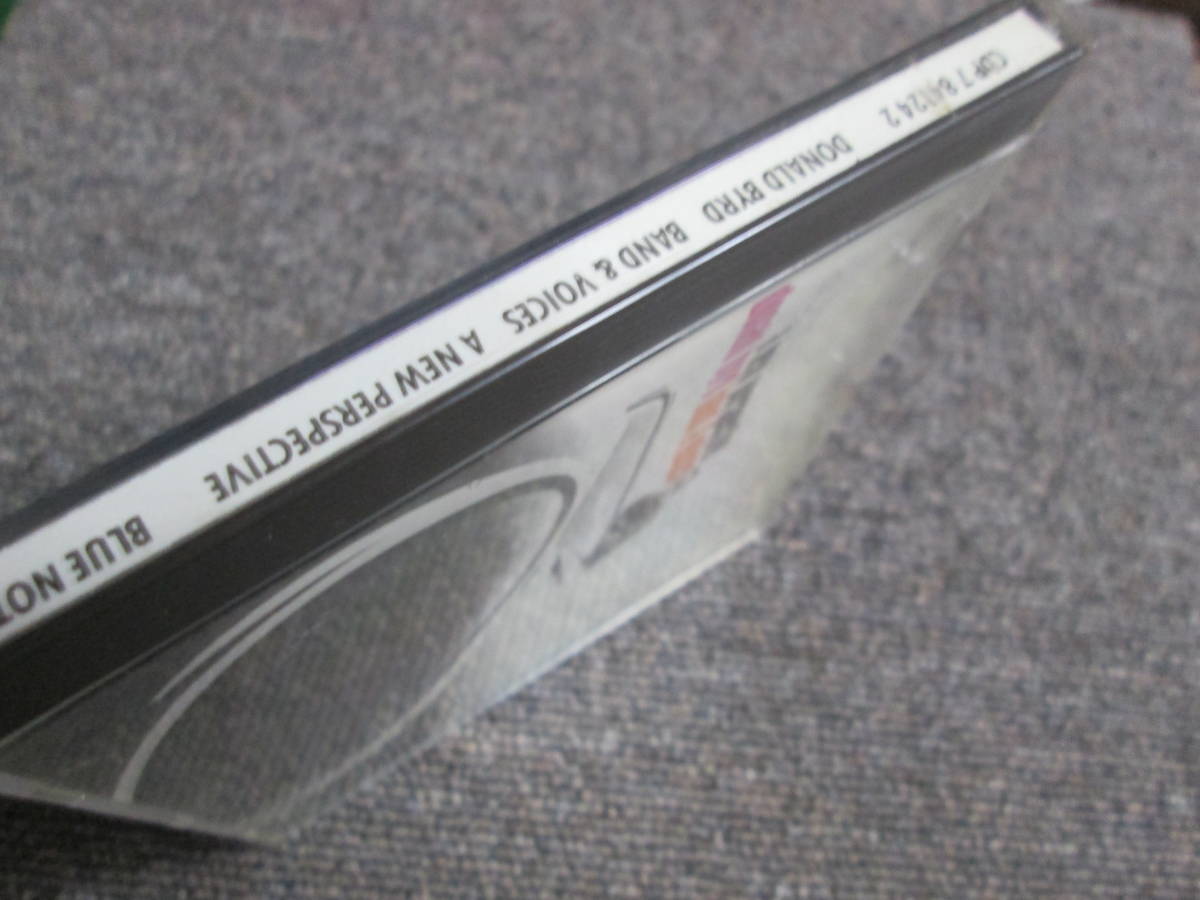 CDP 7 84124 2 DONALD BYRD BAND & VOICES A NEW PERSPECTIVE BLUE NOT